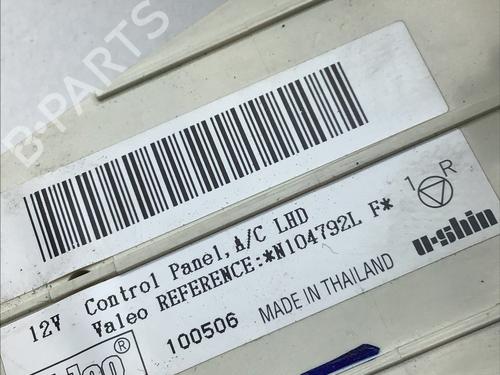 B-PARTS
12V Control Panel, A/C LHD
Valeo REFERENCE:*N104792L F*
100506 MADE IN THAILAND
u-shin
1 R
®